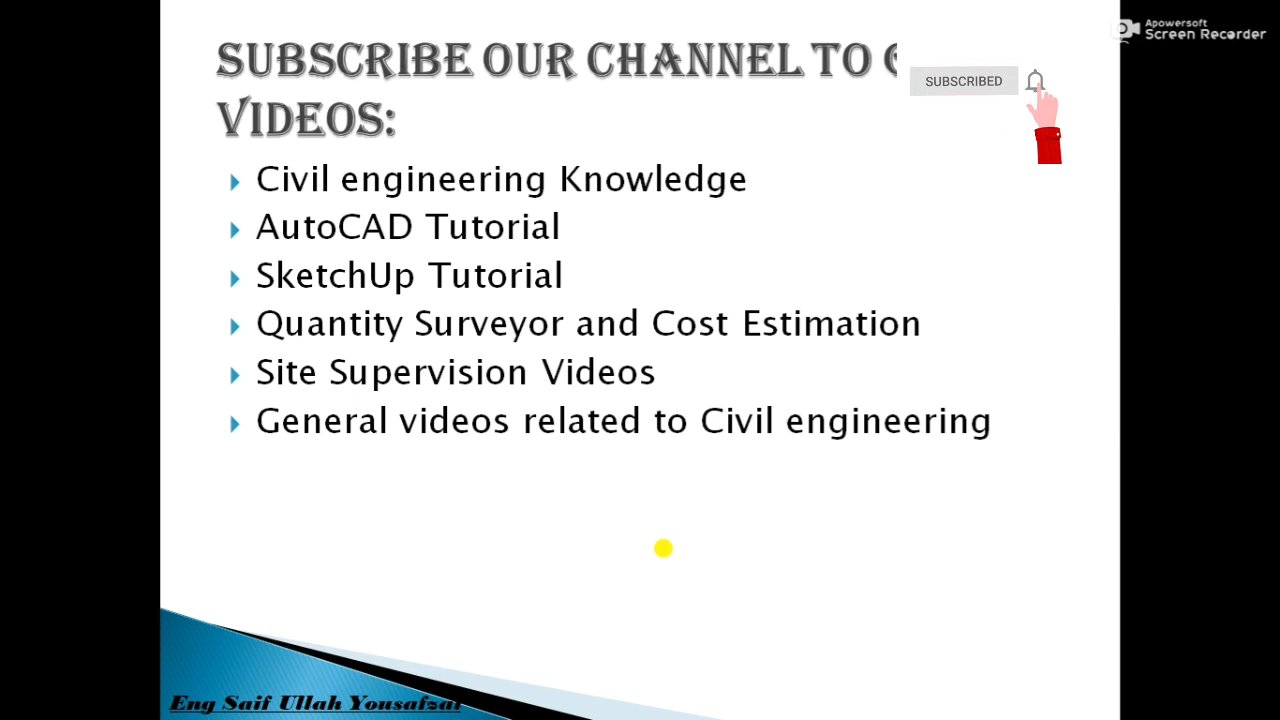 SUBSCRIBE OUR CHANNEL TO
VIDEOS:
SUBSCRIBED
Apowersoft
Screen Recorder
Civil engineering Knowledge
AutoCAD Tutorial
SketchUp Tutorial
Quantity Surveyor and Cost Estimation
Site Supervision Videos
General videos related to Civil engineering
Eng Saif Ullah Yousafzai